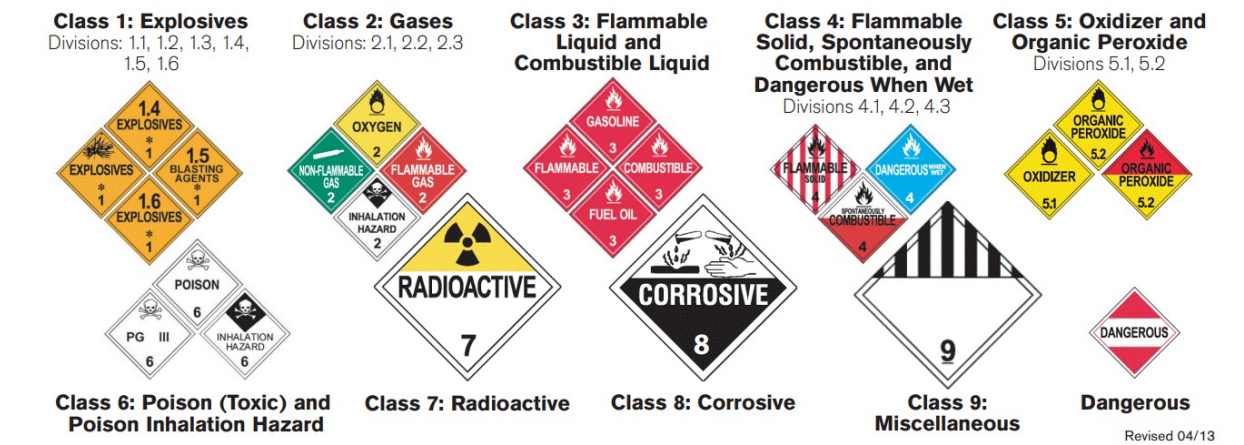 Class 1: Explosives
Divisions: 1.1, 1.2, 1.3, 1.4,
1.5, 1.6
1.4
EXPLOSIVES
*
1
EXPLOSIVES
*
1
1.5
BLASTING
AGENTS
*
1
1.6
EXPLOSIVES
*
1
Class 2: Gases
Divisions: 2.1, 2.2, 2.3
OXYGEN
2
NON-FLAMMABLE
GAS
2
FLAMMABLE
GAS
2
INHALATION
HAZARD
2
Class 3: Flammable
Liquid and
Combustible Liquid
GASOLINE
3
FLAMMABLE
3
COMBUSTIBLE
3
FUEL OIL
3
Class 4: Flammable
Solid, Spontaneously
Combustible, and
Dangerous When Wet
Divisions 4.1, 4.2, 4.3
FLAMMABLE
SOLID
4
DANGEROUS WHEN WET
4
SPONTANEOUSLY
COMBUSTIBLE
4
Class 5: Oxidizer and
Organic Peroxide
Divisions 5.1, 5.2
ORGANIC
PEROXIDE
5.2
OXIDIZER
5.1
ORGANIC
PEROXIDE
5.2
POISON
6
PG III
6
INHALATION
HAZARD
6
Class 6: Poison (Toxic) and
Poison Inhalation Hazard
RADIOACTIVE
7
Class 7: Radioactive
CORROSIVE
8
Class 8: Corrosive
9
Class 9:
Miscellaneous
DANGEROUS
Dangerous
Revised 04/13